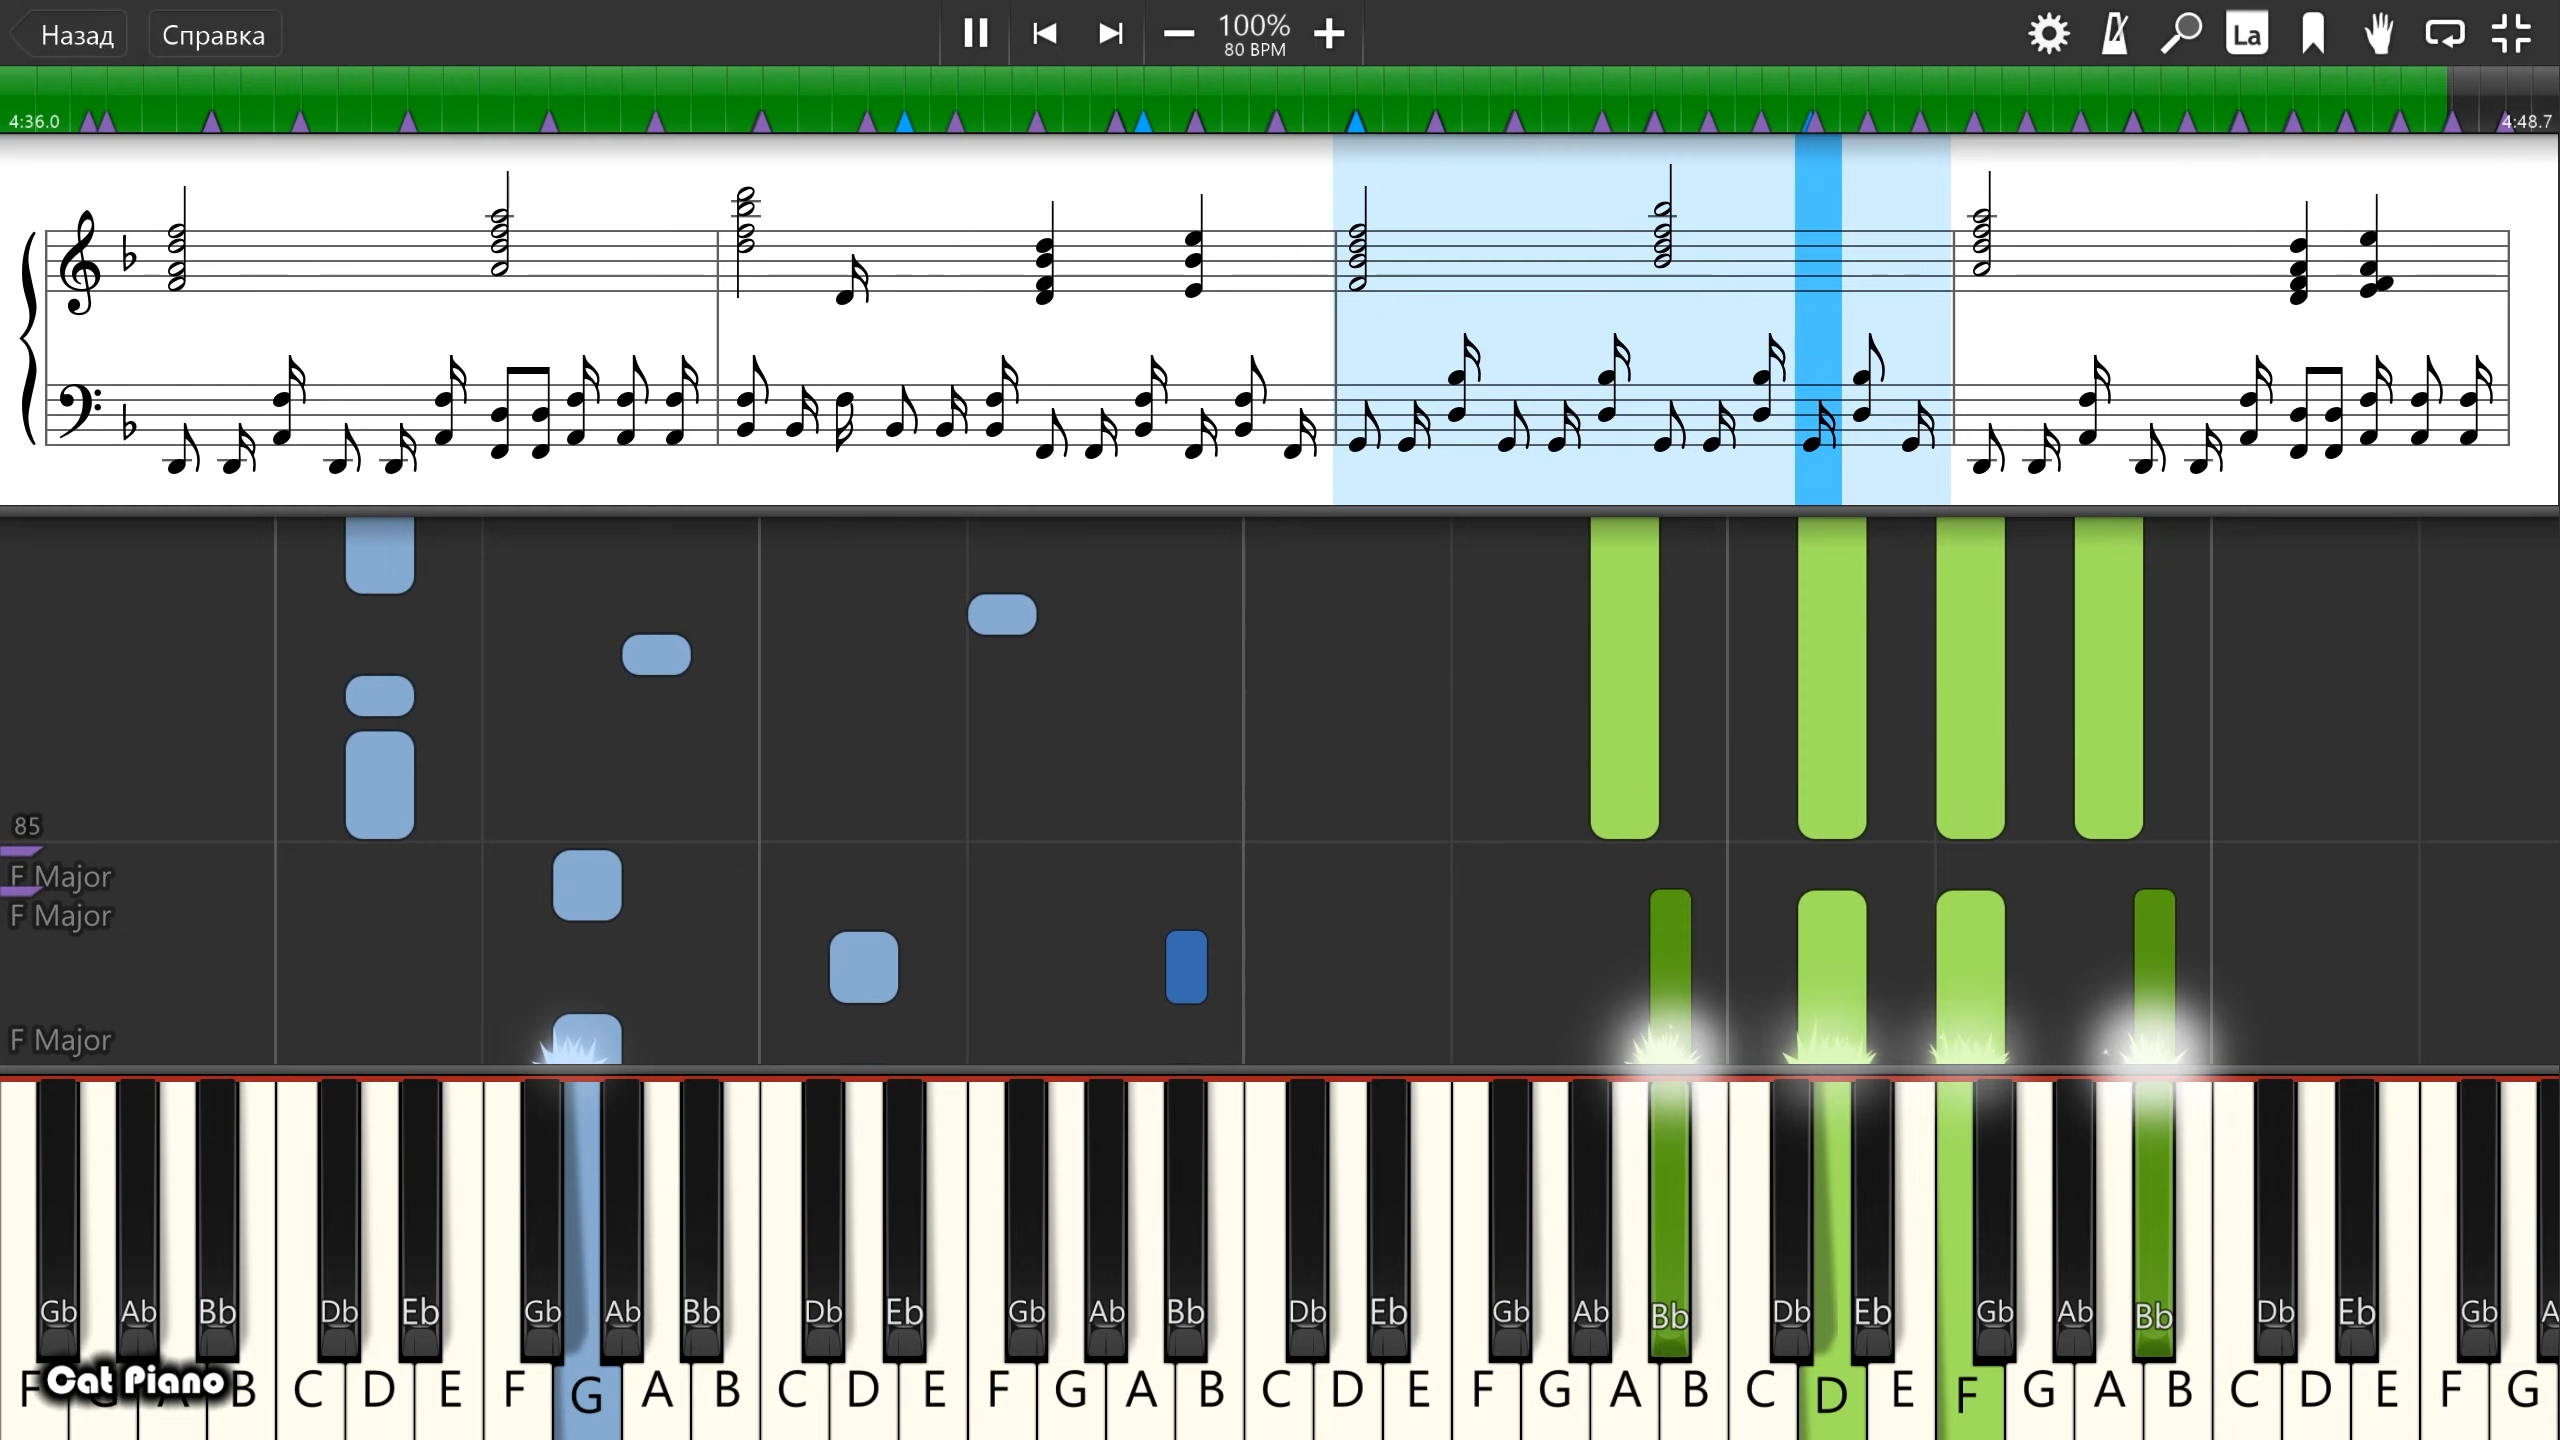 Назад Справка 100% La
80 BPM
4:36.0 4:48.7
85
F Major
F Major
F Major
Gb Ab Bb Db Eb Gb Ab Bb Db Eb Gb Ab Bb Db Eb Gb Ab Bb Db Eb Gb Ab Bb Db Eb Gb
Cat Piano
F G A B C D E F G A B C D E F G A B C D E F G A B C D E F G A B C D E F G